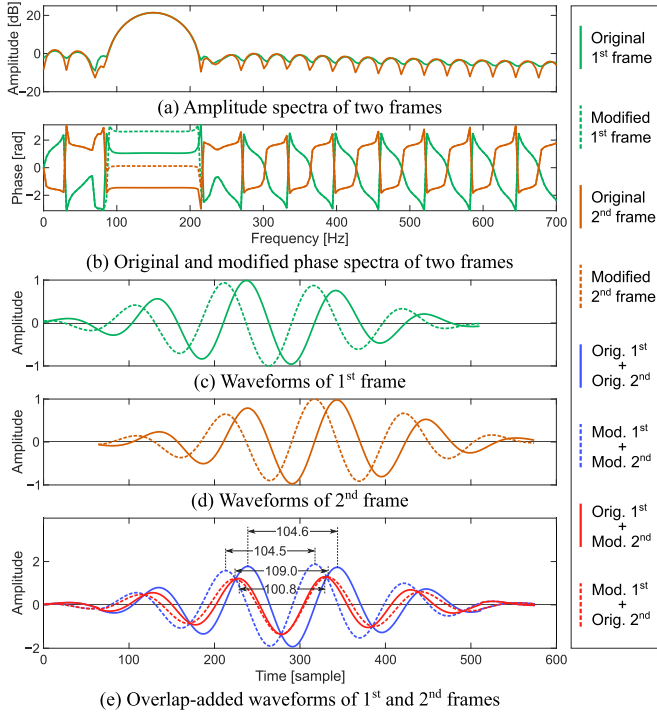 Amplitude [dB]
20
0
−20
(a) Amplitude spectra of two frames
Phase [rad]
2
0
−2
0 100 200 300 400 500 600 700
Frequency [Hz]
(b) Original and modified phase spectra of two frames
Amplitude
1
0
−1
(c) Waveforms of 1st frame
Amplitude
1
0
−1
(d) Waveforms of 2nd frame
Amplitude
2
0
−2
104.6
104.5
109.0
100.8
0 100 200 300 400 500 600
Time [sample]
(e) Overlap-added waveforms of 1st and 2nd frames
Original
1st frame
Modified
1st frame
Original
2nd frame
Modified
2nd frame
Orig. 1st
+
Orig. 2nd
Mod. 1st
+
Mod. 2nd
Orig. 1st
+
Mod. 2nd
Mod. 1st
+
Orig. 2nd